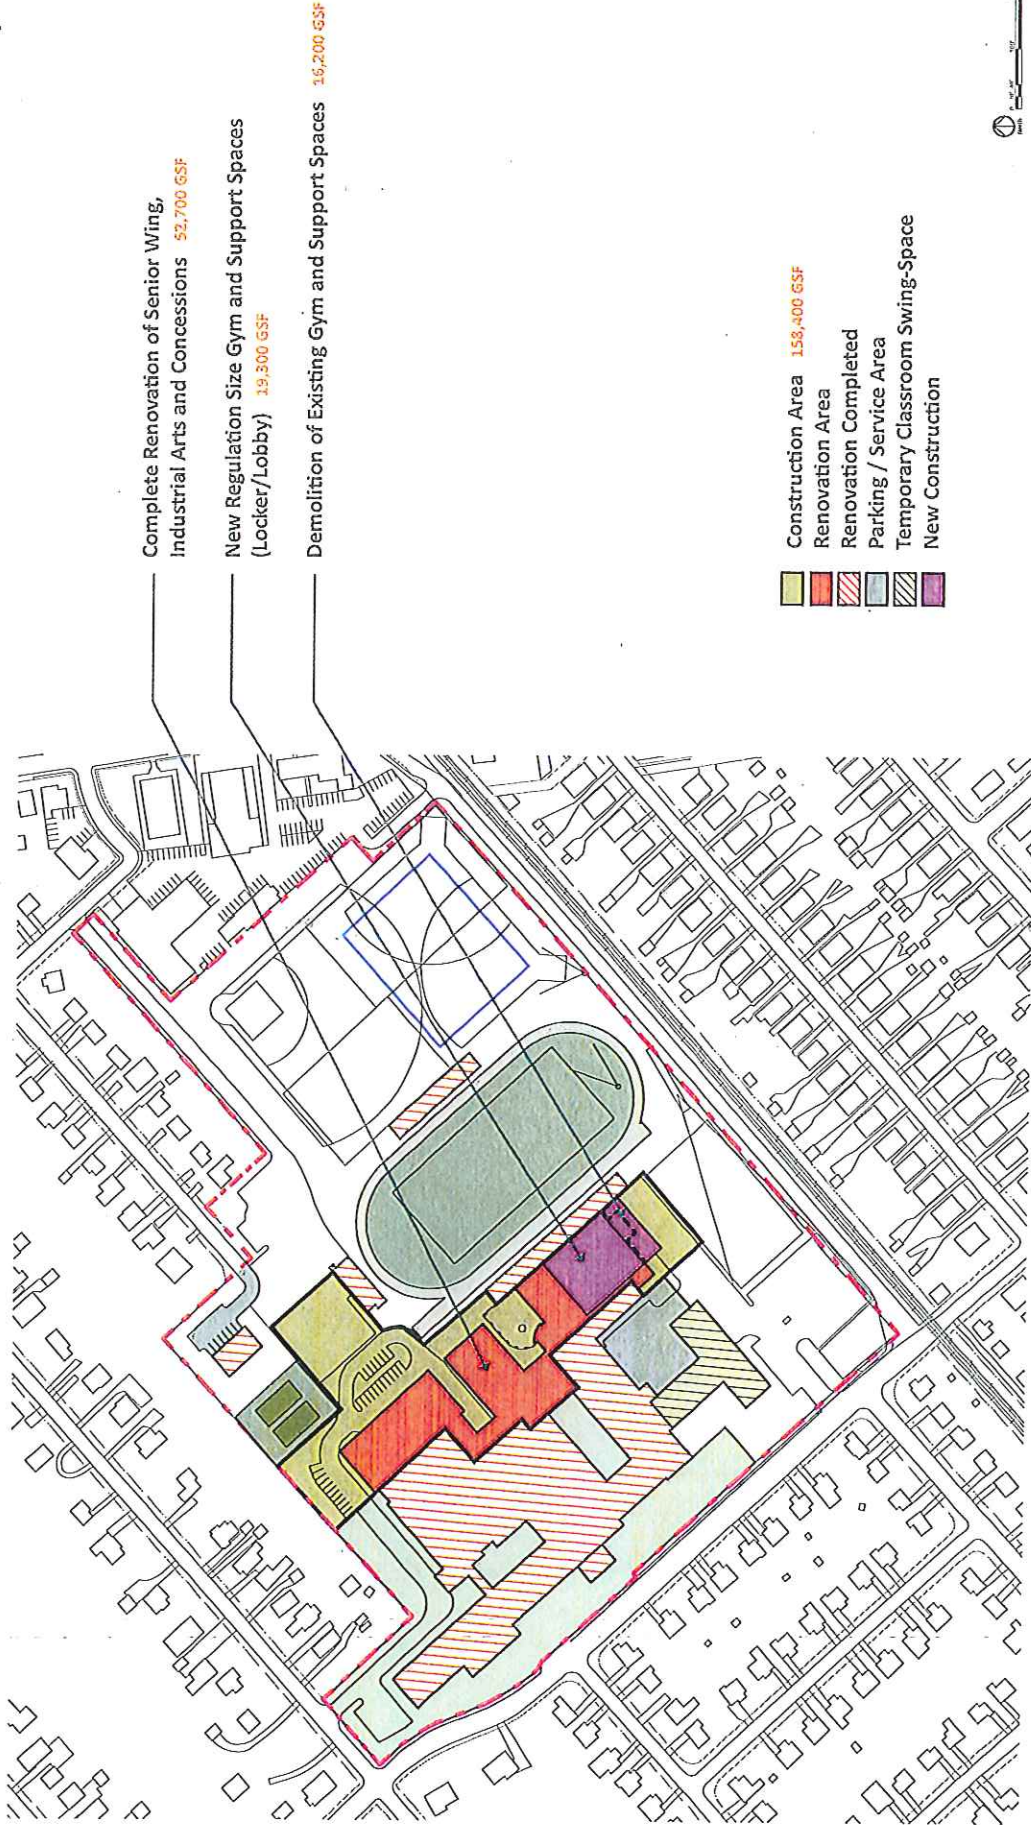 Complete Renovation of Senior Wing,
Industrial Arts and Concessions 52,700 GSF
New Regulation Size Gym and Support Spaces
(Locker/Lobby) 19,300 GSF
Demolition of Existing Gym and Support Spaces 16,200 GSF
Construction Area 158,400 GSF
Renovation Area
Renovation Completed
Parking / Service Area
Temporary Classroom Swing-Space
New Construction